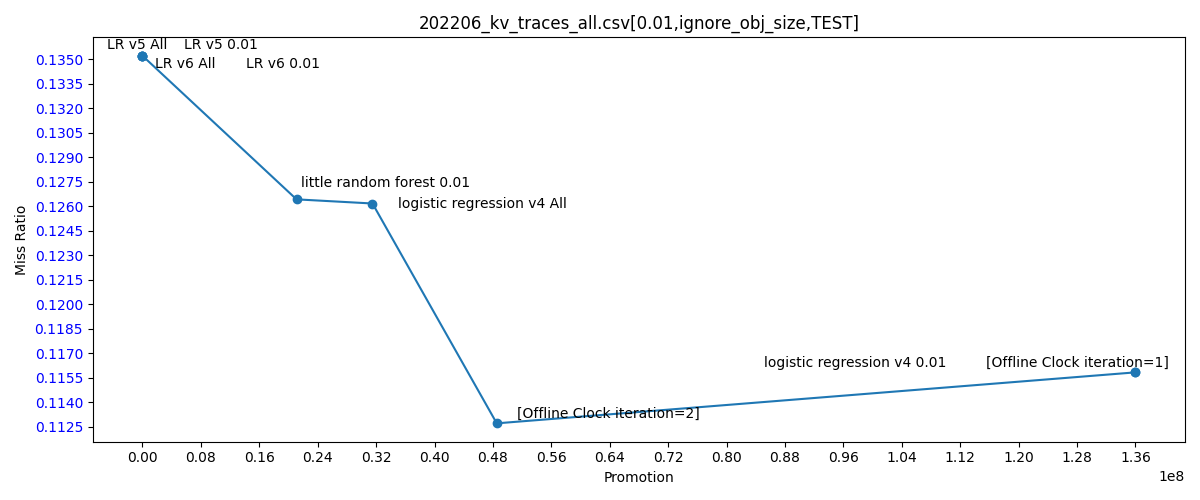 202206_kv_traces_all.csv[0.01,ignore_obj_size,TEST]
LR v5 All
LR v5 0.01
LR v6 All
LR v6 0.01
little random forest 0.01
logistic regression v4 All
logistic regression v4 0.01
[Offline Clock iteration=1]
[Offline Clock iteration=2]
Miss Ratio
0.1350
0.1335
0.1320
0.1305
0.1290
0.1275
0.1260
0.1245
0.1230
0.1215
0.1200
0.1185
0.1170
0.1155
0.1140
0.1125
0.00 0.08 0.16 0.24 0.32 0.40 0.48 0.56 0.64 0.72 0.80 0.88 0.96 1.04 1.12 1.20 1.28 1.36
1e8
Promotion